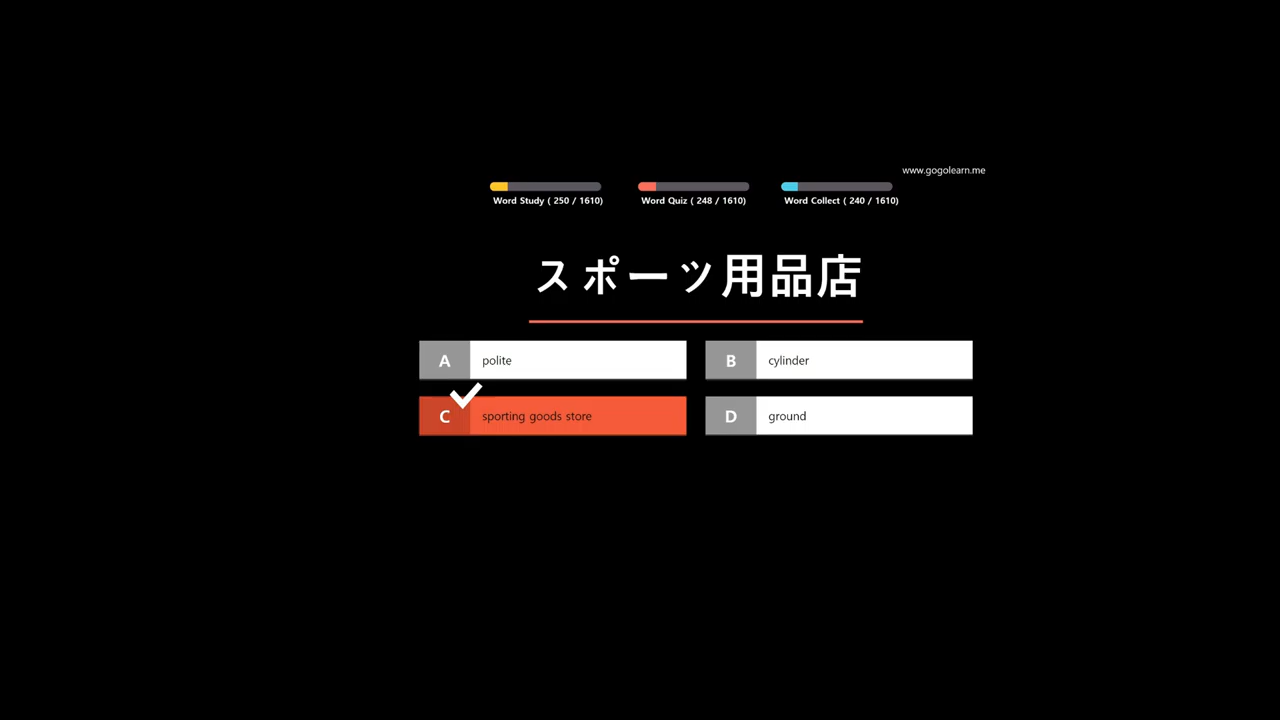 www.gogolearn.me
Word Study ( 250 / 1610)
Word Quiz ( 248 / 1610)
Word Collect ( 240 / 1610)
スポーツ用品店
A polite
B cylinder
C sporting goods store
D ground